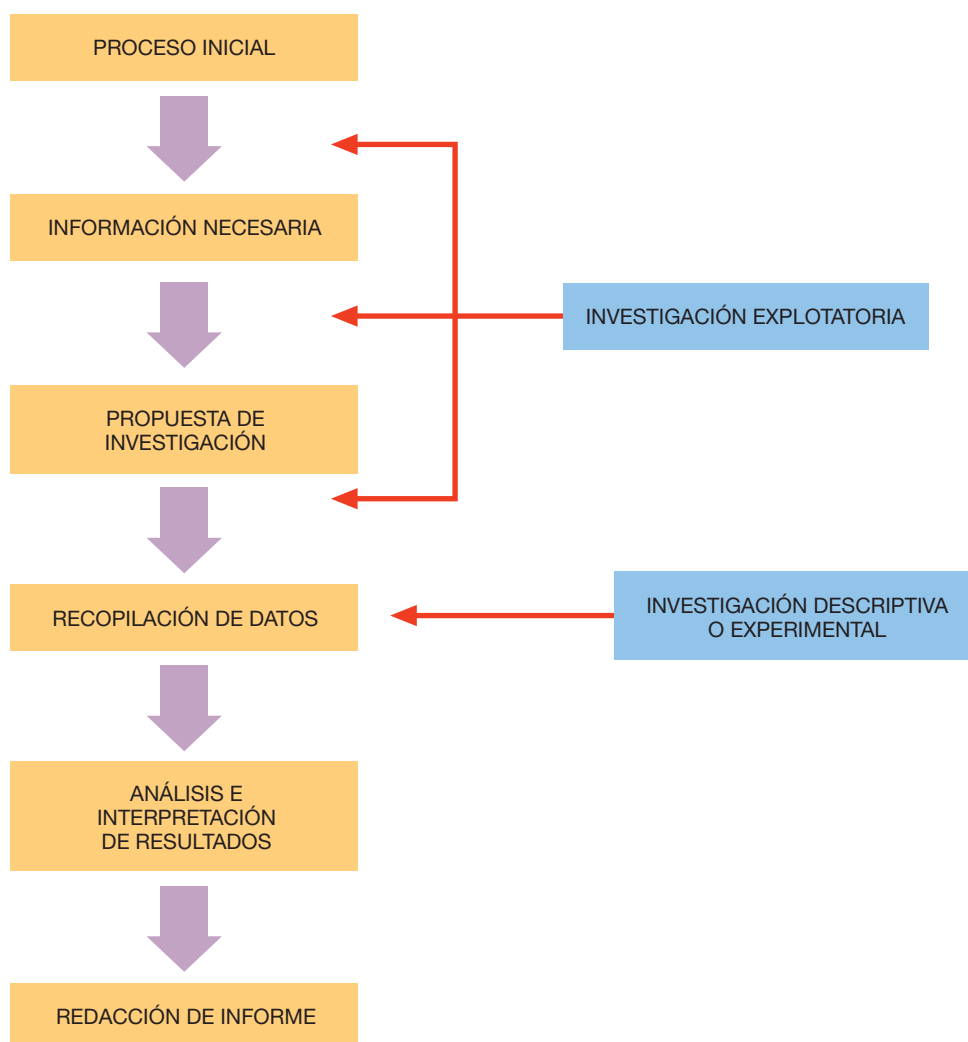 PROCESO INICIAL
INFORMACIÓN NECESARIA
INVESTIGACIÓN EXPLOTATORIA
PROPUESTA DE
INVESTIGACIÓN
RECOPILACIÓN DE DATOS
INVESTIGACIÓN DESCRIPTIVA
O EXPERIMENTAL
ANÁLISIS E
INTERPRETACIÓN
DE RESULTADOS
REDACCIÓN DE INFORME